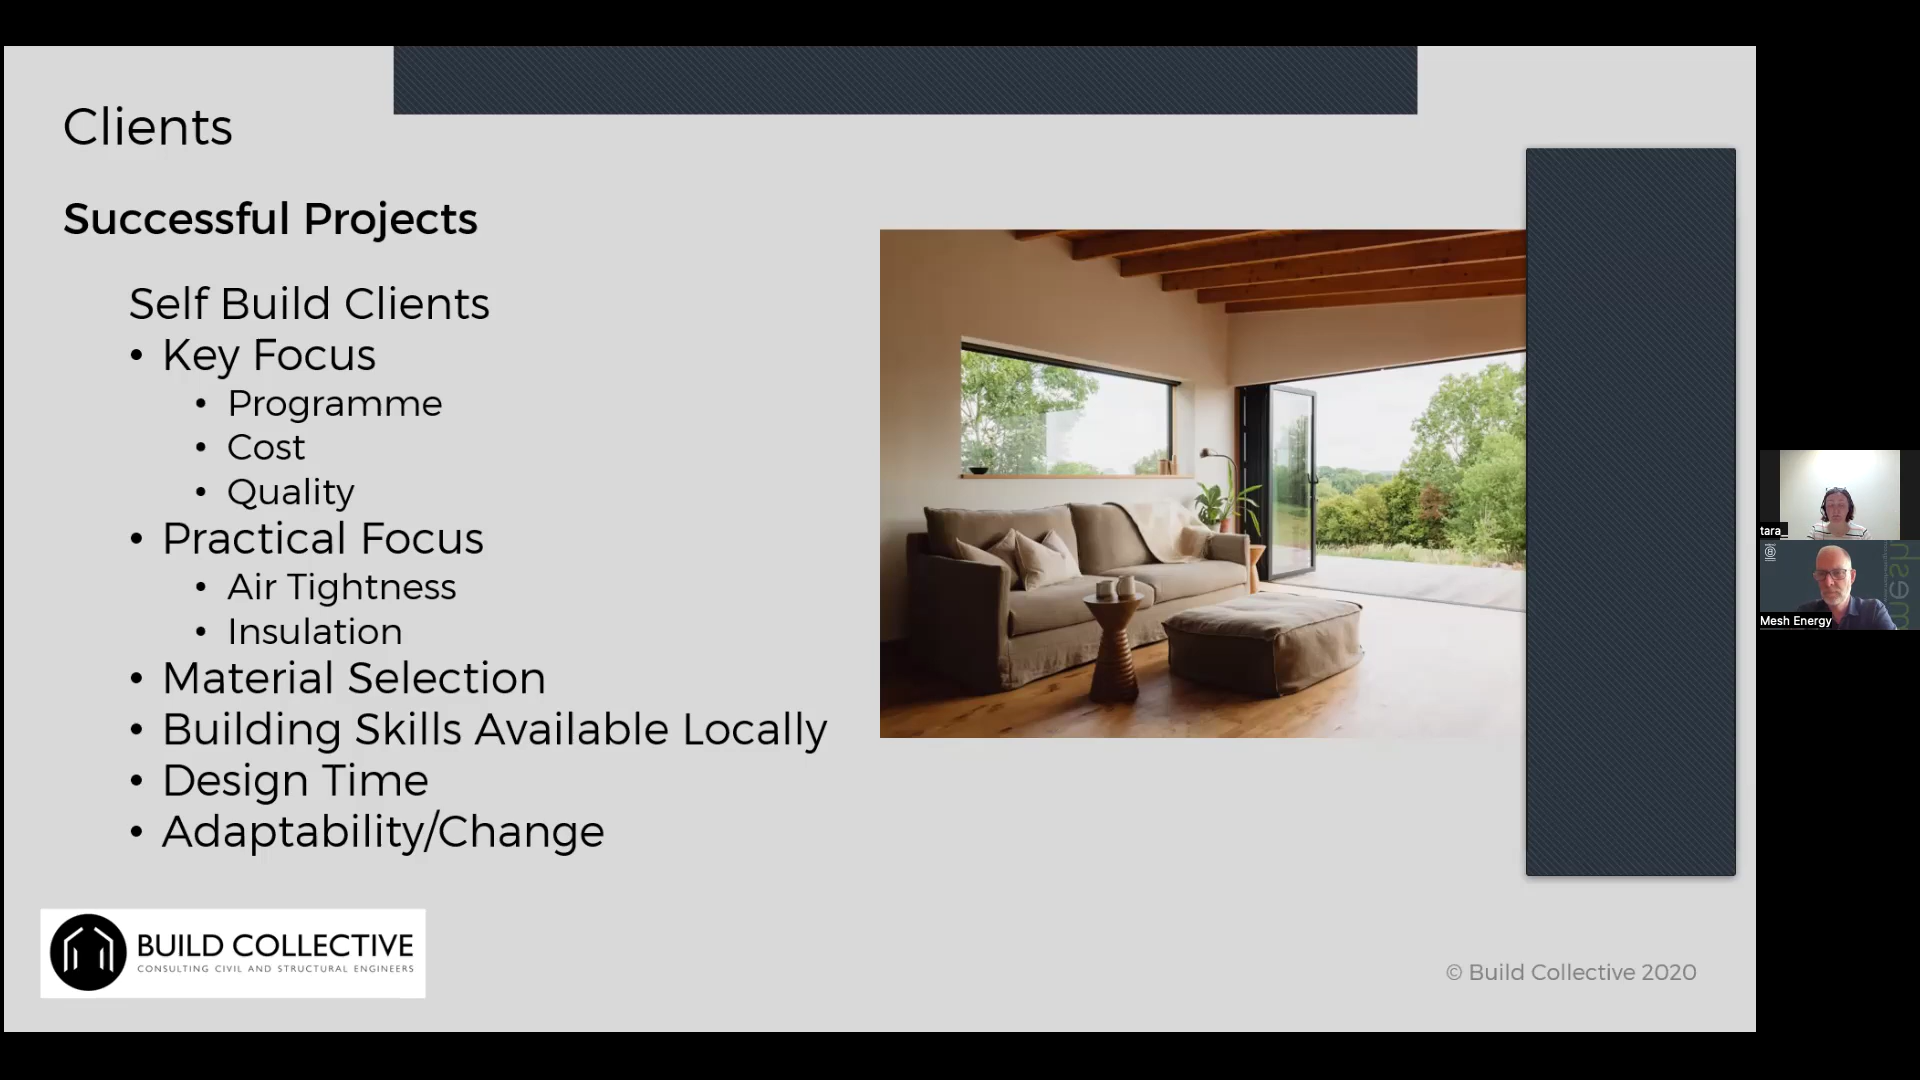 Clients
Successful Projects
Self Build Clients
• Key Focus
• Programme
• Cost
• Quality
• Practical Focus
• Air Tightness
• Insulation
• Material Selection
• Building Skills Available Locally
• Design Time
• Adaptability/Change
BUILD COLLECTIVE
CONSULTING CIVIL AND STRUCTURAL ENGINEERS
© Build Collective 2020
tara
mesh
Mesh Energy